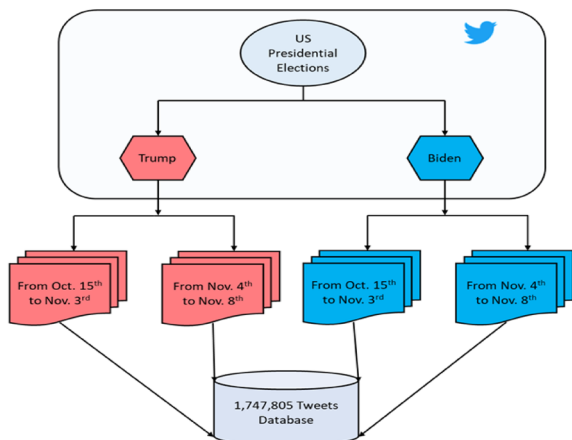 US
Presidential
Elections
Trump
Biden
From Oct. 15th
to Nov. 3rd
From Nov. 4th
to Nov. 8th
From Oct. 15th
to Nov. 3rd
From Nov. 4th
to Nov. 8th
1,747,805 Tweets
Database